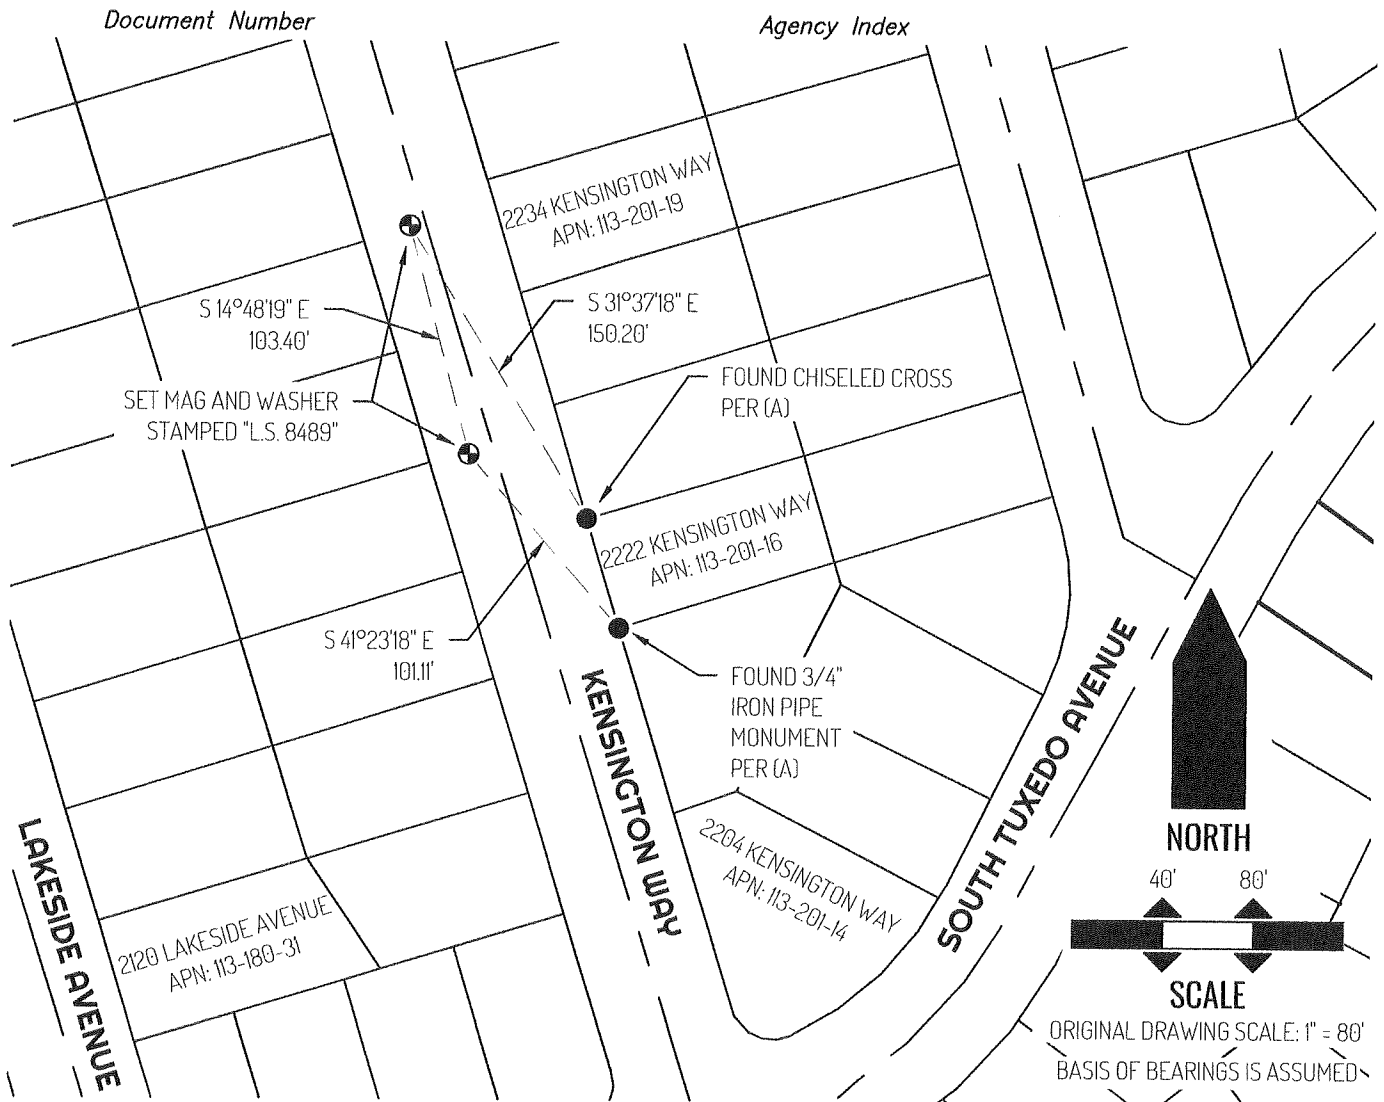 Document Number
Agency Index
2234 KENSINGTON WAY
APN: 113-201-19
S 14°48'19" E
103.40'
S 31°37'18" E
150.20'
SET MAG AND WASHER
STAMPED "L.S. 8489"
FOUND CHISELED CROSS
PER (A)
2222 KENSINGTON WAY
APN: 113-201-16
S 41°23'18" E
101.11'
FOUND 3/4"
IRON PIPE
MONUMENT
PER (A)
KENSINGTON WAY
SOUTH TUXEDO AVENUE
2204 KENSINGTON WAY
APN: 113-201-14
LAKESIDE AVENUE
2120 LAKESIDE AVENUE
APN: 113-180-31
NORTH
40'
80'
SCALE
ORIGINAL DRAWING SCALE: 1" = 80'
BASIS OF BEARINGS IS ASSUMED